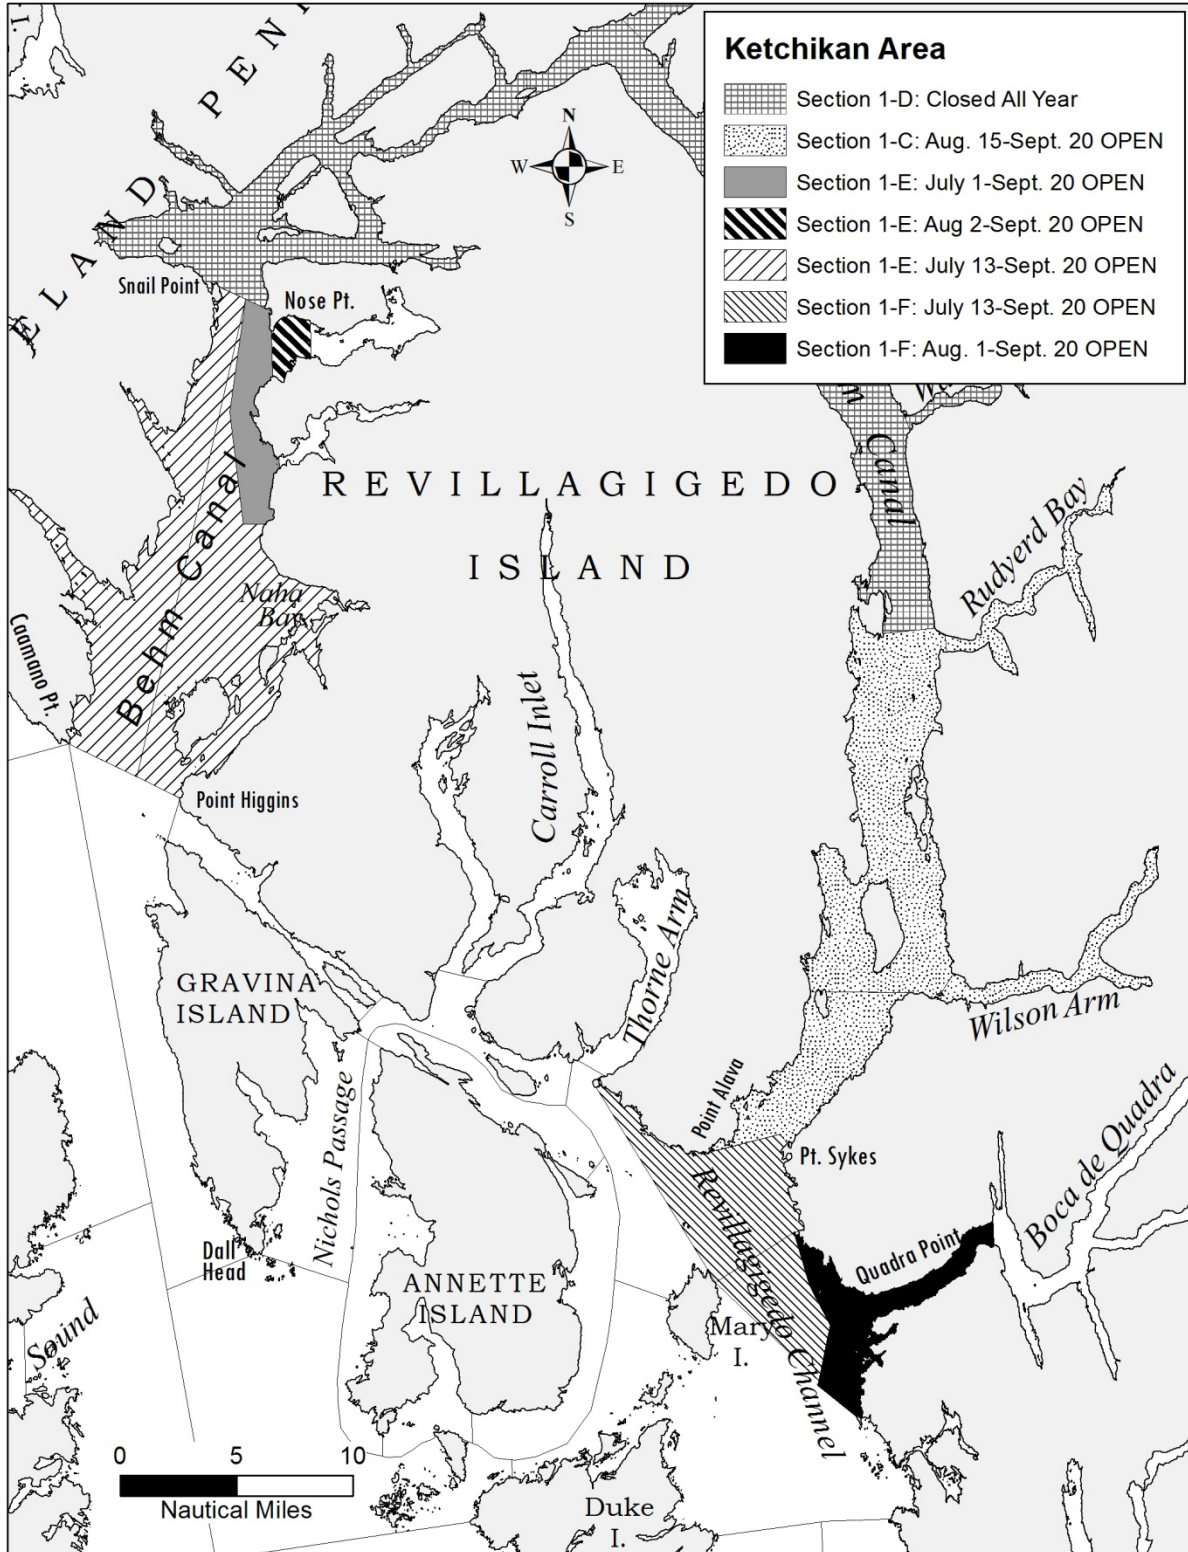 P E N I
E L A N D
N
W
E
S
Ketchikan Area
Section 1-D: Closed All Year
Section 1-C: Aug. 15-Sept. 20 OPEN
Section 1-E: July 1-Sept. 20 OPEN
Section 1-E: Aug 2-Sept. 20 OPEN
Section 1-E: July 13-Sept. 20 OPEN
Section 1-F: July 13-Sept. 20 OPEN
Section 1-F: Aug. 1-Sept. 20 OPEN
Snail Point
Nose Pt.
Canal
REVILLAGIGEDO
ISLAND
Rudyerd Bay
Behm Canal
Naha
Bay
Caamano Pt.
Point Higgins
Carroll Inlet
Thorne Arm
GRAVINA
ISLAND
Wilson Arm
Point Alava
Pt. Sykes
Boca de Quadra
Nichols Passage
Revillagigedo Channel
Quadra Point
Dall
Head
ANNETTE
ISLAND
Mary
I.
Sound
0 5 10
Nautical Miles
Duke
I.